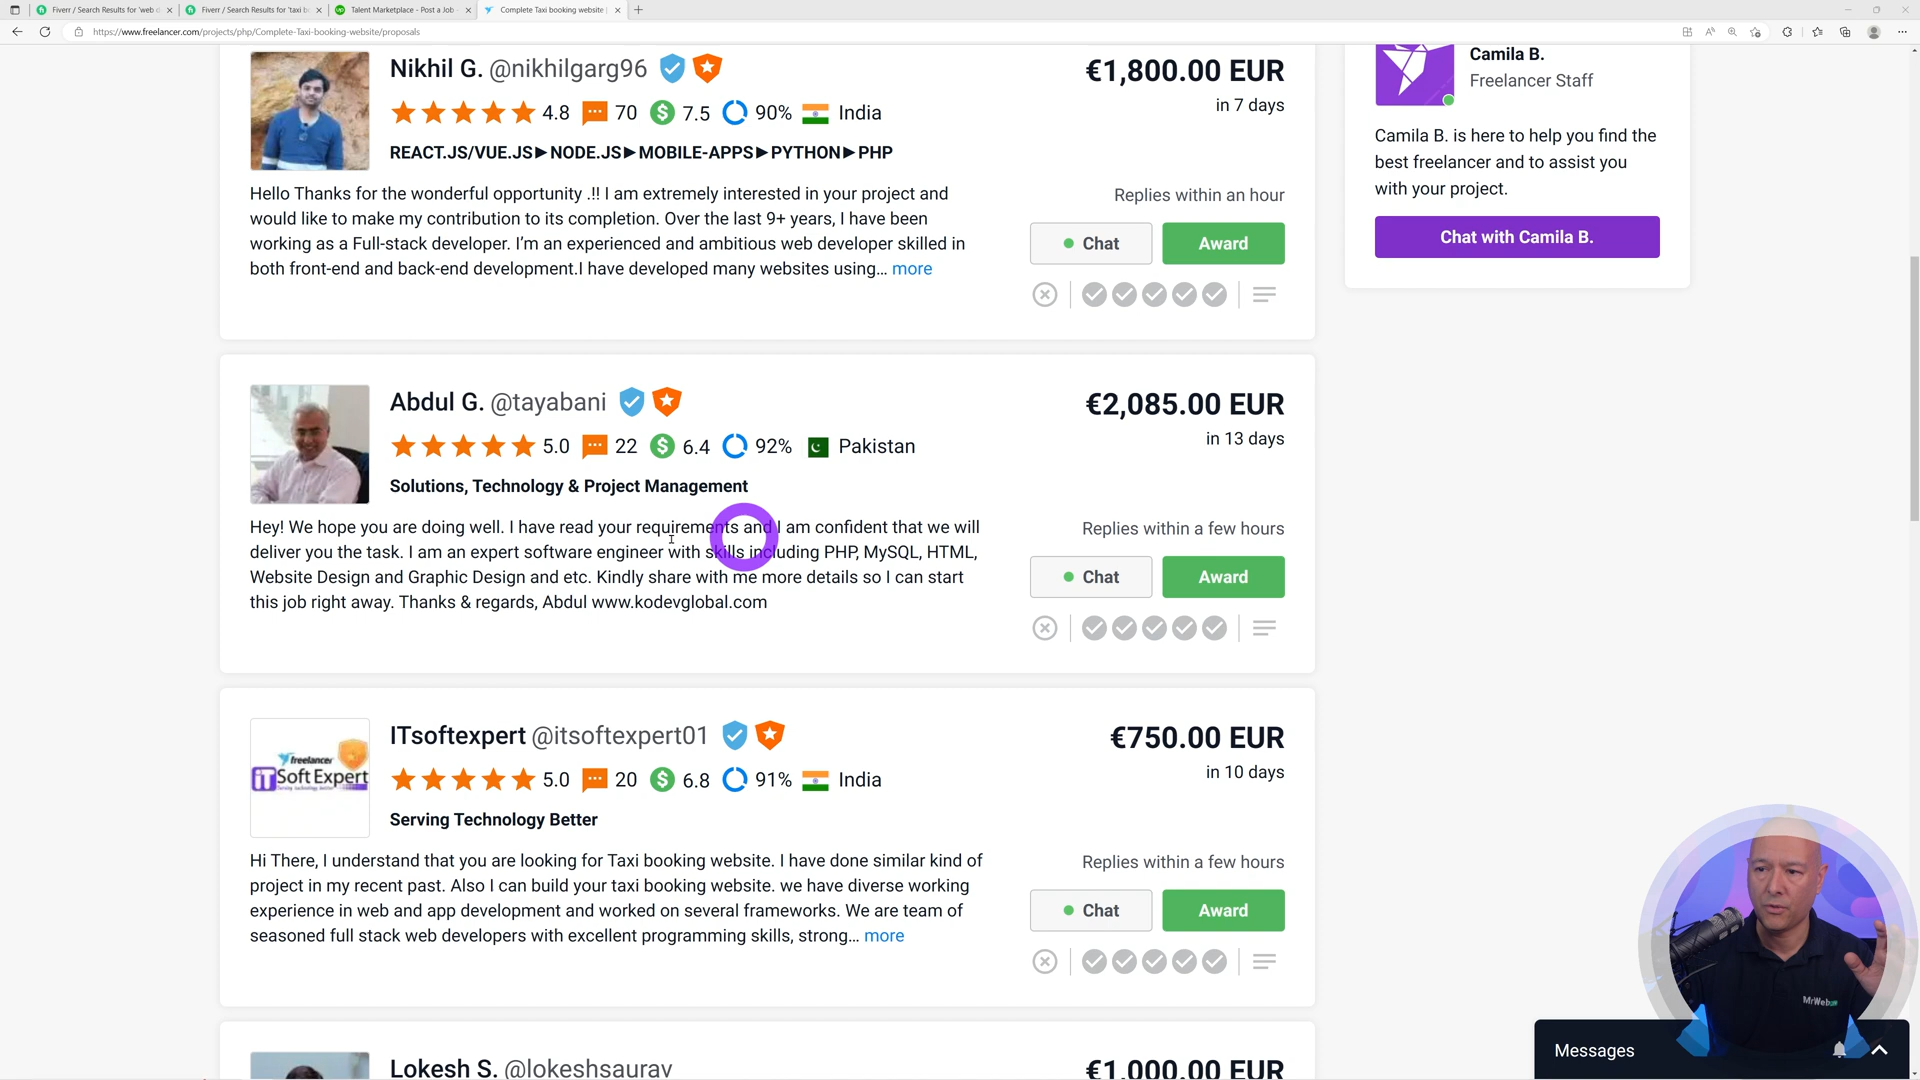 Fiverr / Search Results for 'web d
Fiverr / Search Results for 'taxi b
Talent Marketplace - Post a Job -
Complete Taxi booking website |
https://www.freelancer.com/projects/php/Complete-Taxi-booking-website/proposals
Nikhil G. @nikhilgarg96
€1,800.00 EUR
in 7 days
4.8 70 7.5 90% India
REACT.JS/VUE.JS►NODE.JS►MOBILE-APPS►PYTHON►PHP
Hello Thanks for the wonderful opportunity .!! I am extremely interested in your project and
would like to make my contribution to its completion. Over the last 9+ years, I have been
working as a Full-stack developer. I'm an experienced and ambitious web developer skilled in
both front-end and back-end development.I have developed many websites using... more
Replies within an hour
Chat
Award
Camila B.
Freelancer Staff
Camila B. is here to help you find the
best freelancer and to assist you
with your project.
Chat with Camila B.
Abdul G. @tayabani
€2,085.00 EUR
in 13 days
5.0 22 6.4 92% Pakistan
Solutions, Technology & Project Management
Hey! We hope you are doing well. I have read your requirements and I am confident that we will
deliver you the task. I am an expert software engineer with skills including PHP, MySQL, HTML,
Website Design and Graphic Design and etc. Kindly share with me more details so I can start
this job right away. Thanks & regards, Abdul www.kodevglobal.com
Replies within a few hours
Chat
Award
freelancer
iT Soft Expert
ITsoftexpert @itsoftexpert01
€750.00 EUR
in 10 days
5.0 20 6.8 91% India
Serving Technology Better
Hi There, I understand that you are looking for Taxi booking website. I have done similar kind of
project in my recent past. Also I can build your taxi booking website. we have diverse working
experience in web and app development and worked on several frameworks. We are team of
seasoned full stack web developers with excellent programming skills, strong... more
Replies within a few hours
Chat
Award
Lokesh S. @lokeshsaurav
€1,000.00 EUR
MrWeb
Messages